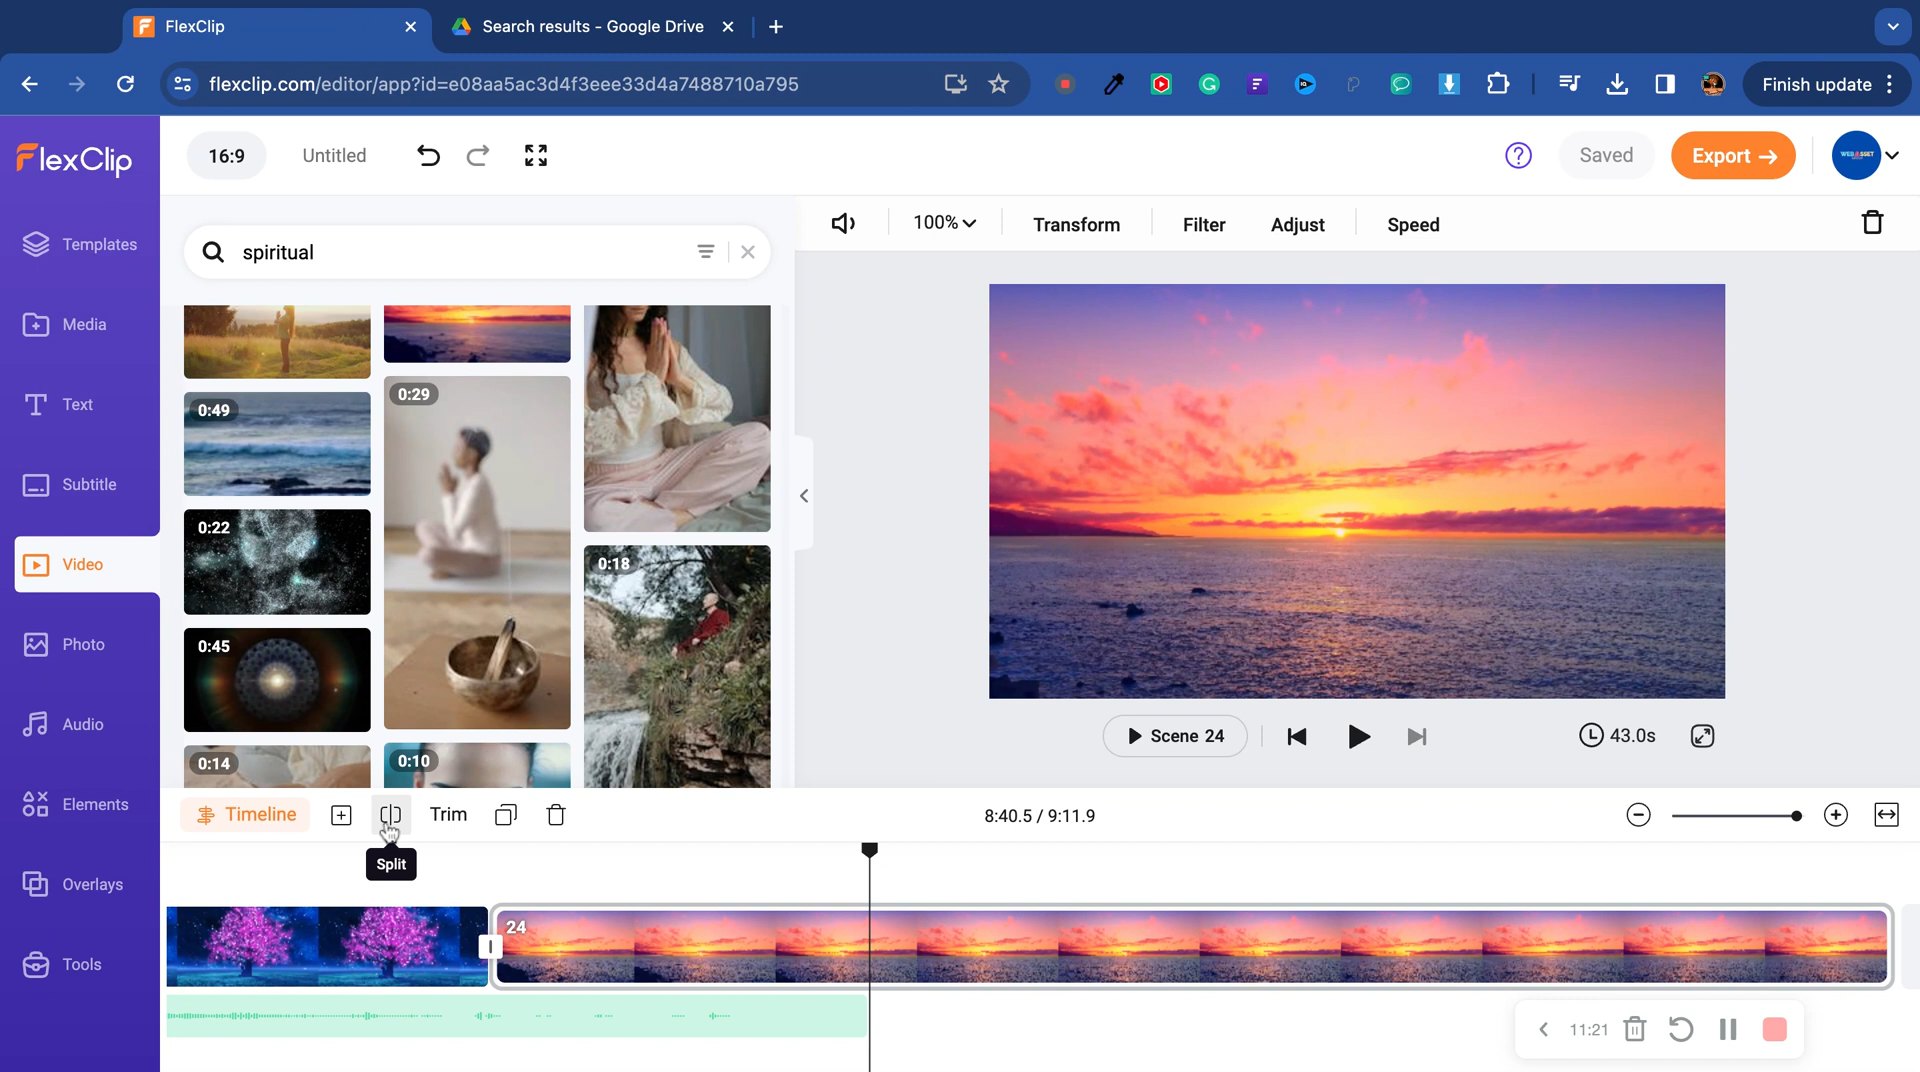 FlexClip
Search results - Google Drive
flexclip.com/editor/app?id=e08aa5ac3d4f3eee33d4a7488710a795
Finish update
FlexClip
16:9
Untitled
Saved
Export
WEB ASSET
Templates
Media
Text
Subtitle
Video
Photo
Audio
Elements
Overlays
Tools
spiritual
100%
Transform
Filter
Adjust
Speed
0:49
0:29
0:22
0:18
0:45
0:14
0:10
Scene 24
43.0s
Timeline
Trim
8:40.5 / 9:11.9
Split
24
11:21